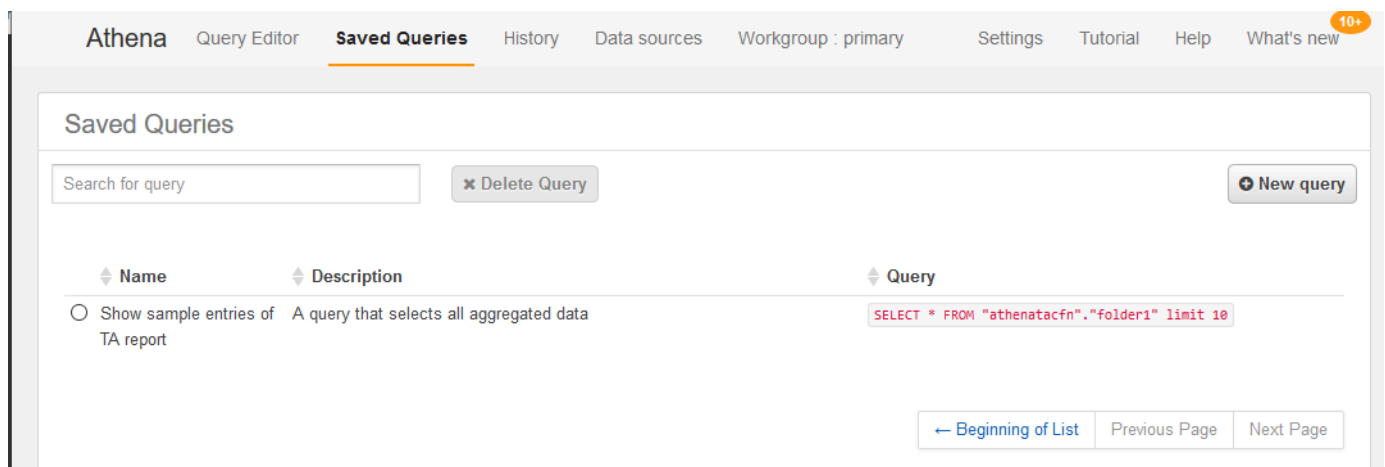 10+
Athena Query Editor Saved Queries History Data sources Workgroup : primary Settings Tutorial Help What's new
Saved Queries
Search for query Delete Query New query
Name Description Query
Show sample entries of A query that selects all aggregated data SELECT * FROM "athenatacfn"."folder1" limit 10
TA report
← Beginning of List Previous Page Next Page